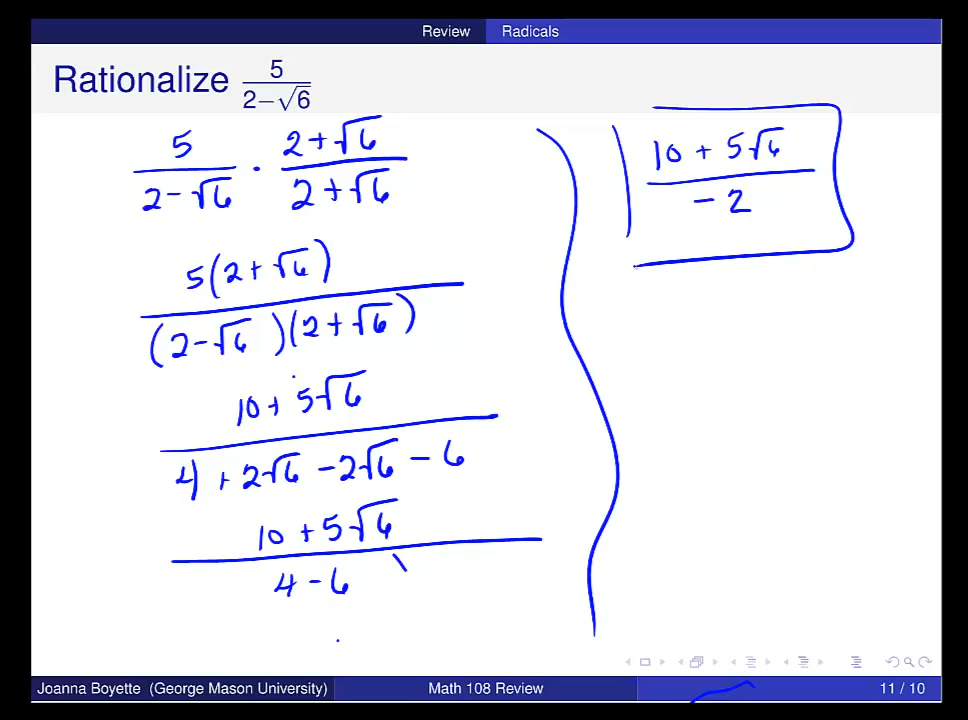 Review Radicals
Rationalize 5/(2−√6)
5/(2-√6) · (2+√6)/(2+√6)
5(2+√6)
(2-√6)(2+√6)
10+5√6
4+2√6-2√6-6
10+5√6
4-6
10+5√6
-2
Joanna Boyette (George Mason University) Math 108 Review 11 / 10